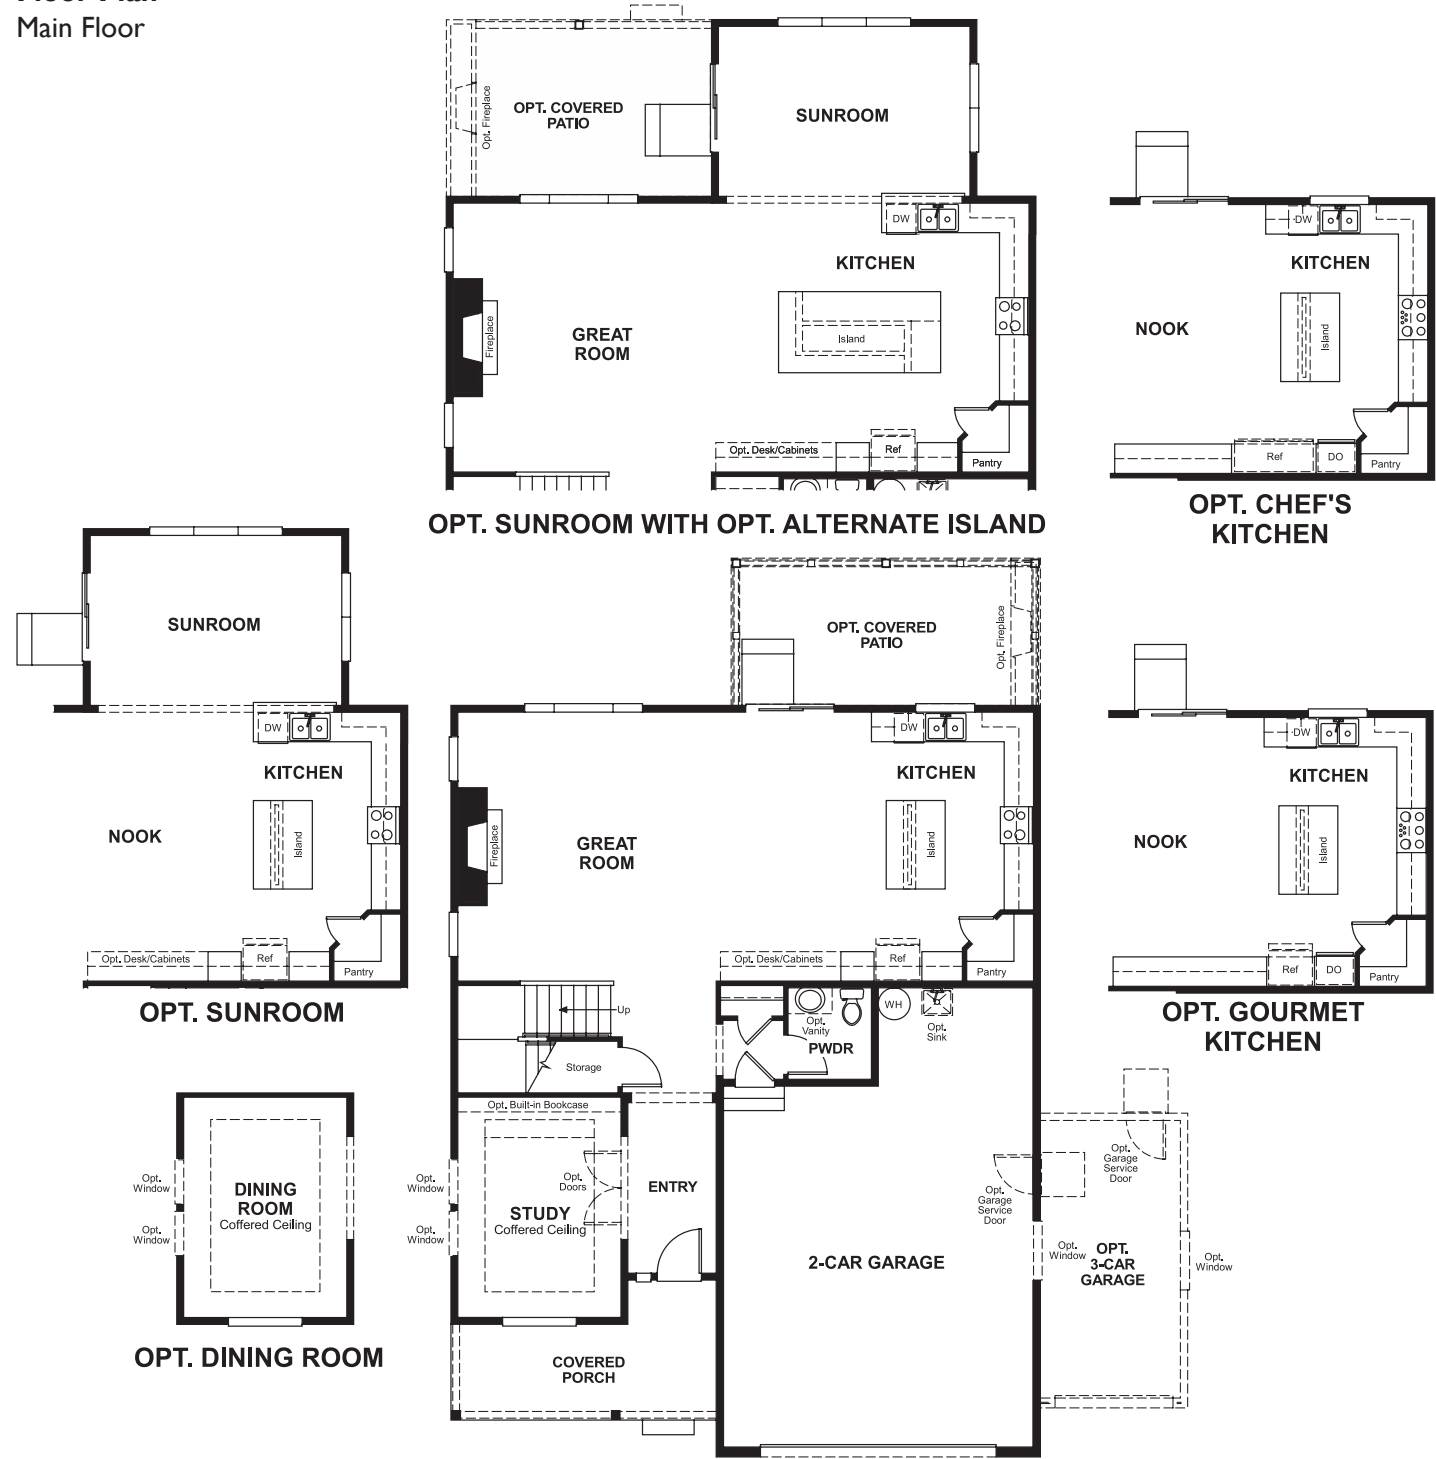 Main Floor
OPT. COVERED
PATIO
Opt. Fireplace
SUNROOM
DW
KITCHEN
GREAT
ROOM
Fireplace
Island
Opt. Desk/Cabinets
Ref
Pantry
OPT. SUNROOM WITH OPT. ALTERNATE ISLAND
DW
KITCHEN
NOOK
Island
Ref
DO
Pantry
OPT. CHEF'S
KITCHEN
SUNROOM
DW
KITCHEN
NOOK
Island
Opt. Desk/Cabinets
Ref
Pantry
OPT. SUNROOM
OPT. COVERED
PATIO
Opt. Fireplace
DW
KITCHEN
GREAT
ROOM
Fireplace
Island
Opt. Desk/Cabinets
Ref
Pantry
Up
Storage
Opt.
Vanity
PWDR
WH
Opt.
Sink
Opt. Built-in Bookcase
Opt.
Window
Opt.
Window
Opt.
Doors
STUDY
Coffered Ceiling
ENTRY
2-CAR GARAGE
Opt.
Garage
Service
Door
Opt.
Garage
Service
Door
Opt.
Window
OPT.
3-CAR
GARAGE
Opt.
Window
COVERED
PORCH
DW
KITCHEN
NOOK
Island
Ref
DO
Pantry
OPT. GOURMET
KITCHEN
Opt.
Window
Opt.
Window
DINING
ROOM
Coffered Ceiling
OPT. DINING ROOM